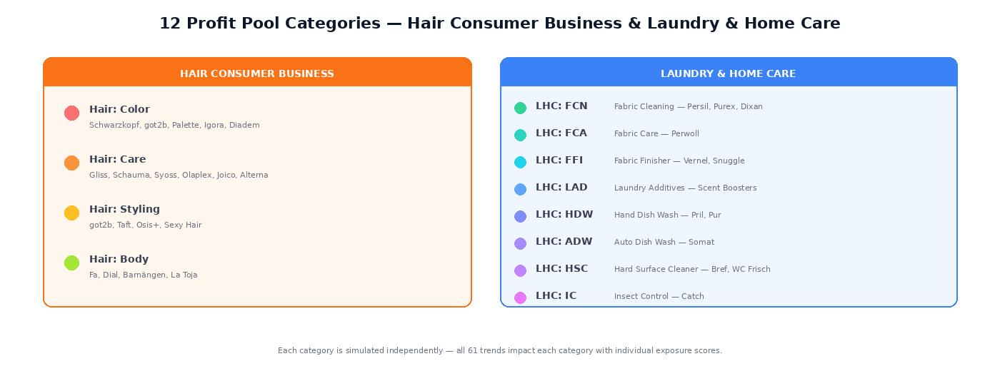 12 Profit Pool Categories — Hair Consumer Business & Laundry & Home Care
HAIR CONSUMER BUSINESS
Hair: Color
Schwarzkopf, got2b, Palette, Igora, Diadem
Hair: Care
Gliss, Schauma, Syoss, Olaplex, Joico, Alterna
Hair: Styling
got2b, Taft, Osis+, Sexy Hair
Hair: Body
Fa, Dial, Barnängen, La Toja
LAUNDRY & HOME CARE
LHC: FCN Fabric Cleaning — Persil, Purex, Dixan
LHC: FCA Fabric Care — Perwoll
LHC: FFI Fabric Finisher — Vernel, Snuggle
LHC: LAD Laundry Additives — Scent Boosters
LHC: HDW Hand Dish Wash — Pril, Pur
LHC: ADW Auto Dish Wash — Somat
LHC: HSC Hard Surface Cleaner — Bref, WC Frisch
LHC: IC Insect Control — Catch
Each category is simulated independently — all 61 trends impact each category with individual exposure scores.